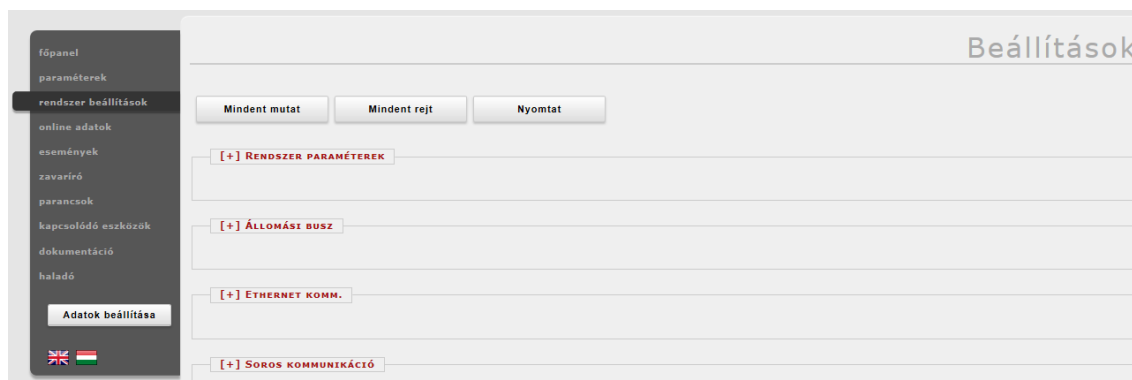 Beállítások
főpanel
paraméterek
rendszer beállítások
online adatok
események
zavaríró
parancsok
kapcsolódó eszközök
dokumentáció
haladó
Adatok beállítása
Mindent mutat
Mindent rejt
Nyomtat
[+] Rendszer paraméterek
[+] Állomási busz
[+] Ethernet komm.
[+] Soros kommunikáció